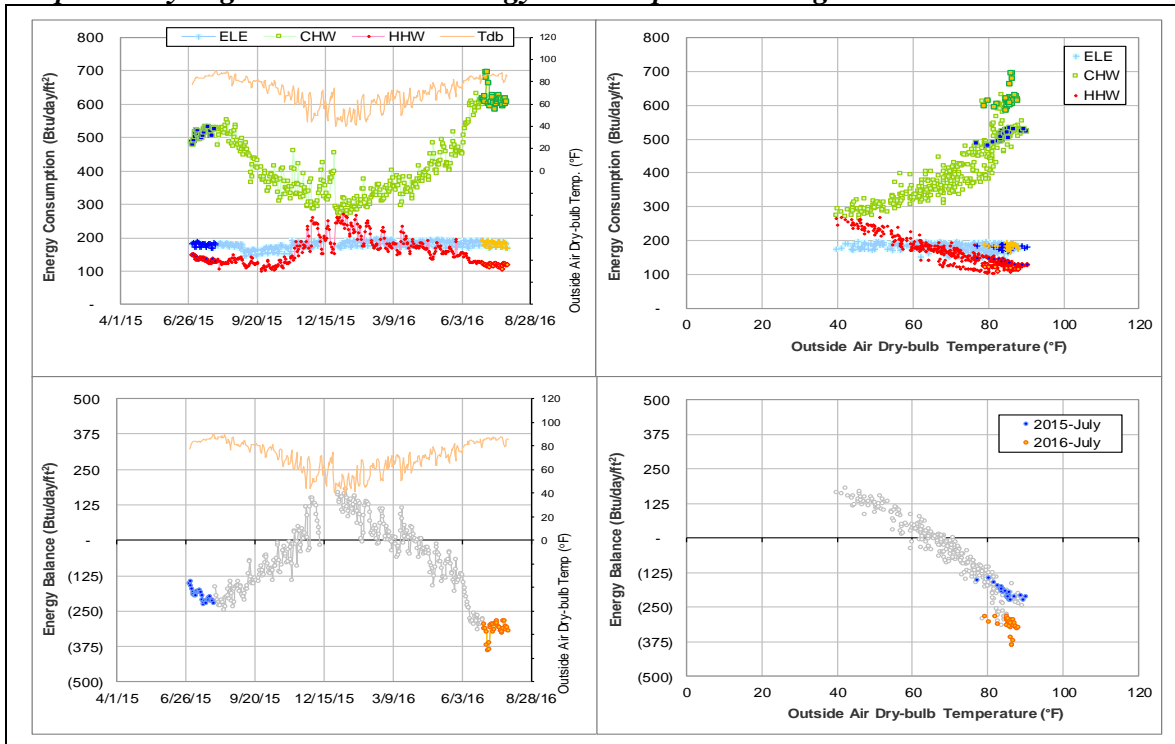 ELE CHW HHW Tdb
800
700
600
500
400
300
200
100
-
Energy Consumption (Btu/day/ft²)
120
100
80
60
40
20
0
Outside Air Dry-bulb Temp. (°F)
4/1/15 6/26/15 9/20/15 12/15/15 3/9/16 6/3/16 8/28/16
ELE
CHW
HHW
800
700
600
500
400
300
200
100
-
Energy Consumption (Btu/day/ft²)
0 20 40 60 80 100 120
Outside Air Dry-bulb Temperature (°F)
500
375
250
125
-
(125)
(250)
(375)
(500)
Energy Balance (Btu/day/ft²)
120
100
80
60
40
20
0
Outside Air Dry-bulb Temp (°F)
4/1/15 6/26/15 9/20/15 12/15/15 3/9/16 6/3/16 8/28/16
2015-July
2016-July
500
375
250
125
-
(125)
(250)
(375)
(500)
Energy Balance (Btu/day/ft²)
0 20 40 60 80 100 120
Outside Air Dry-bulb Temperature (°F)